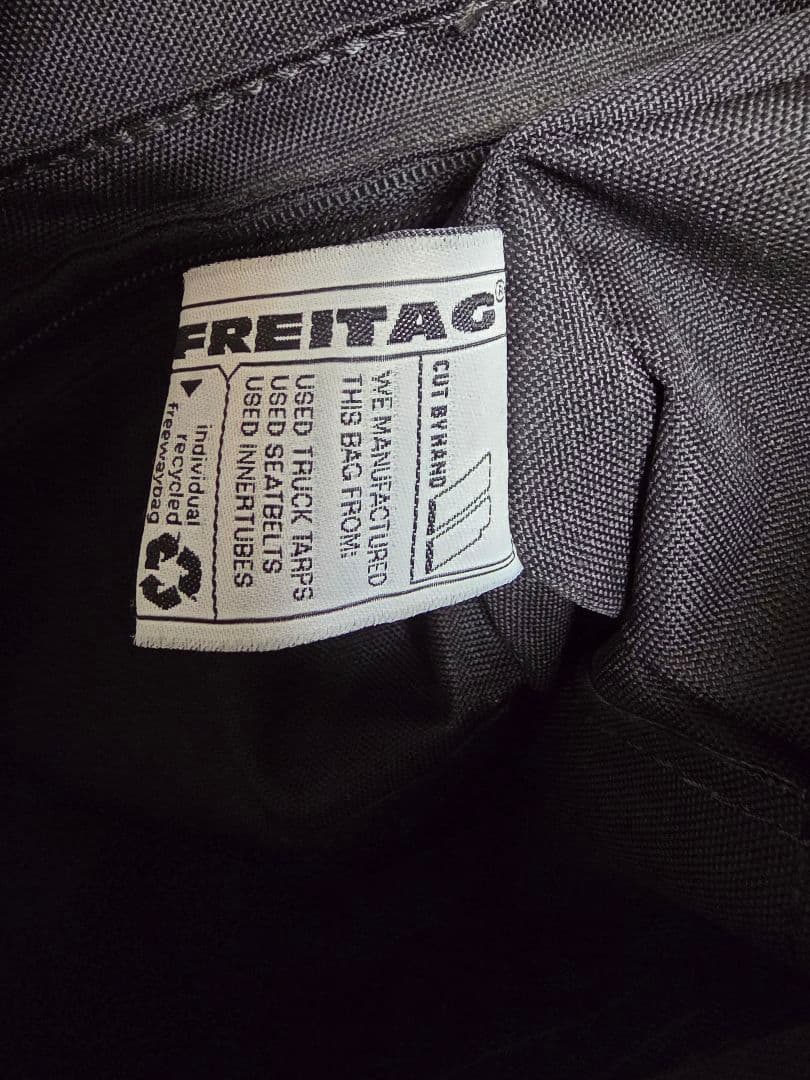 FREITAG®
CUT BY HAND
WE MANUFACTURED
THIS BAG FROM:
USED TRUCK TARPS
USED SEATBELTS
USED INNERTUBES
individual
recycled
freewaybag